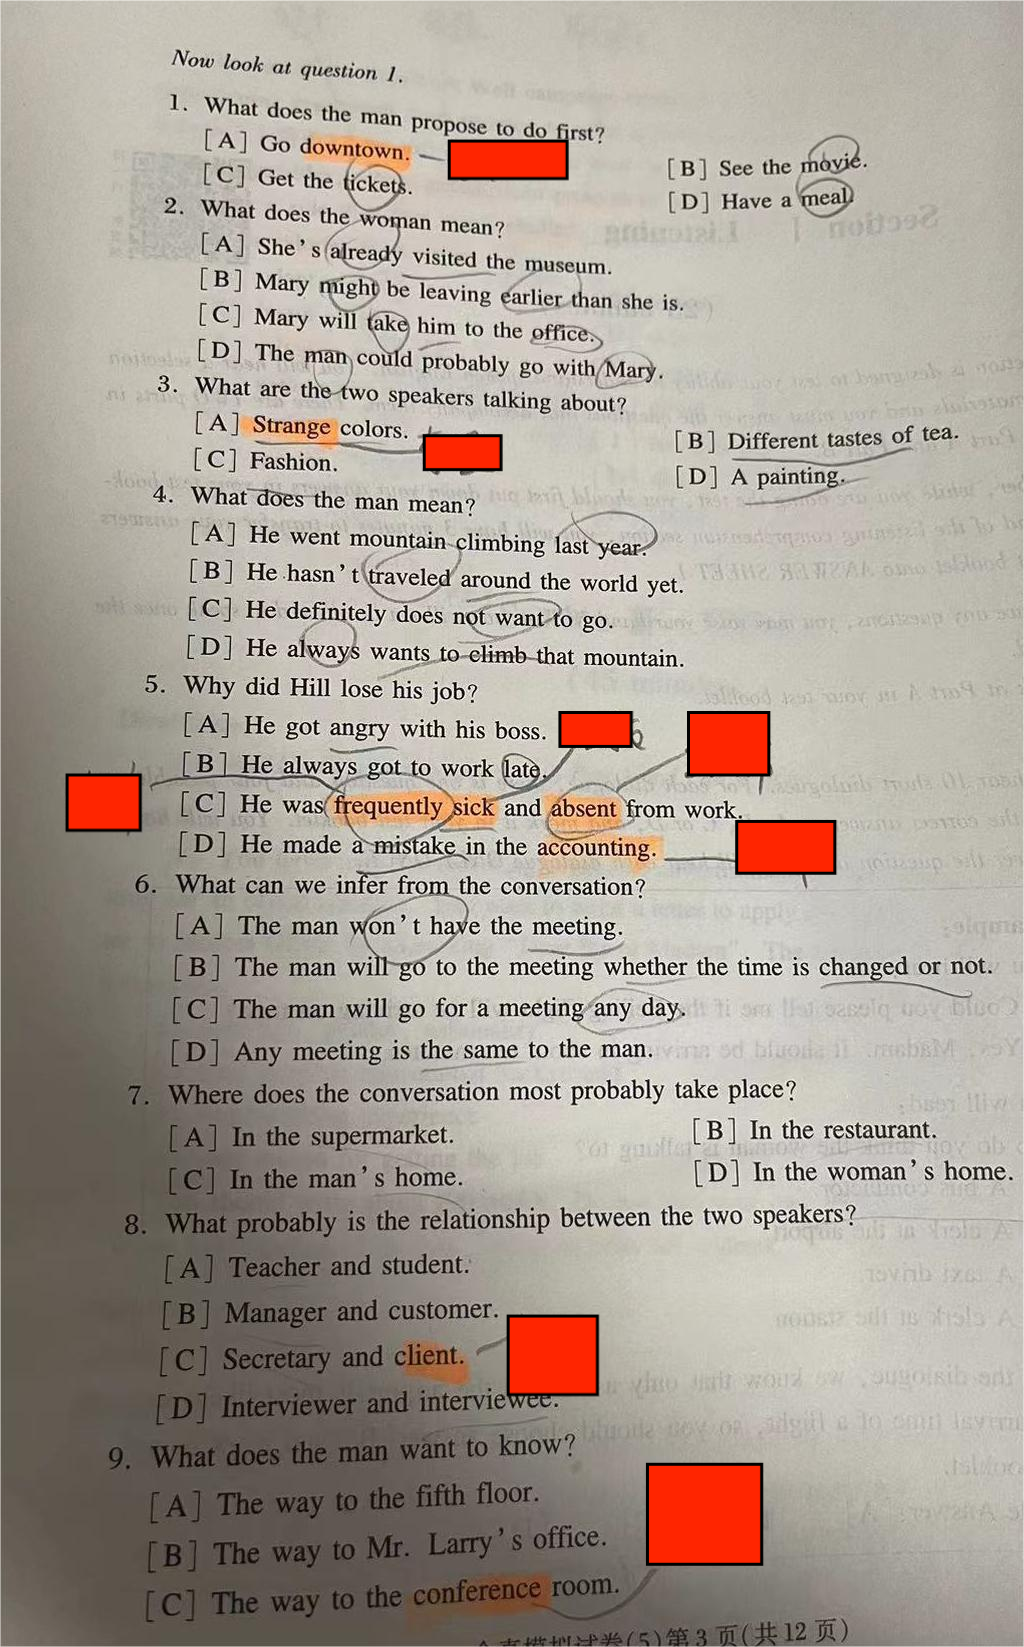 Now look at question 1.
1. What does the man propose to do first?
[A] Go downtown.
[B] See the movie.
[C] Get the tickets.
[D] Have a meal.
2. What does the woman mean?
[A] She's already visited the museum.
[B] Mary might be leaving earlier than she is.
[C] Mary will take him to the office.
[D] The man could probably go with Mary.
3. What are the two speakers talking about?
[A] Strange colors.
[B] Different tastes of tea.
[C] Fashion.
[D] A painting.
4. What does the man mean?
[A] He went mountain climbing last year.
[B] He hasn't traveled around the world yet.
[C] He definitely does not want to go.
[D] He always wants to climb that mountain.
5. Why did Hill lose his job?
[A] He got angry with his boss.
[B] He always got to work late.
[C] He was frequently sick and absent from work.
[D] He made a mistake in the accounting.
6. What can we infer from the conversation?
[A] The man won't have the meeting.
[B] The man will go to the meeting whether the time is changed or not.
[C] The man will go for a meeting any day.
[D] Any meeting is the same to the man.
7. Where does the conversation most probably take place?
[A] In the supermarket.
[B] In the restaurant.
[C] In the man's home.
[D] In the woman's home.
8. What probably is the relationship between the two speakers?
[A] Teacher and student.
[B] Manager and customer.
[C] Secretary and client.
[D] Interviewer and interviewee.
9. What does the man want to know?
[A] The way to the fifth floor.
[B] The way to Mr. Larry's office.
[C] The way to the conference room.
真模拟试卷(5)第3页(共12页)